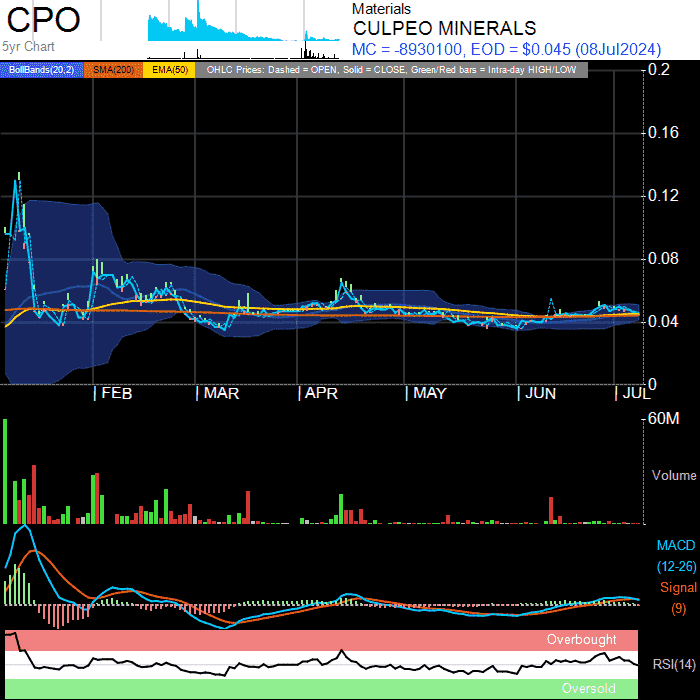 CPO
5yr Chart
Materials
CULPEO MINERALS
MC = -8930100, EOD = $0.045 (08Jul2024)
BollBands(20,2) SMA(200) EMA(50) OHLC Prices: Dashed = OPEN, Solid = CLOSE, Green/Red bars = Intra-day HIGH/LOW
0.2
0.16
0.12
0.08
0.04
0
| FEB | MAR | APR | MAY | JUN | JUL
60M
Volume
MACD
(12-26)
Signal
(9)
Overbought
RSI(14)
Oversold